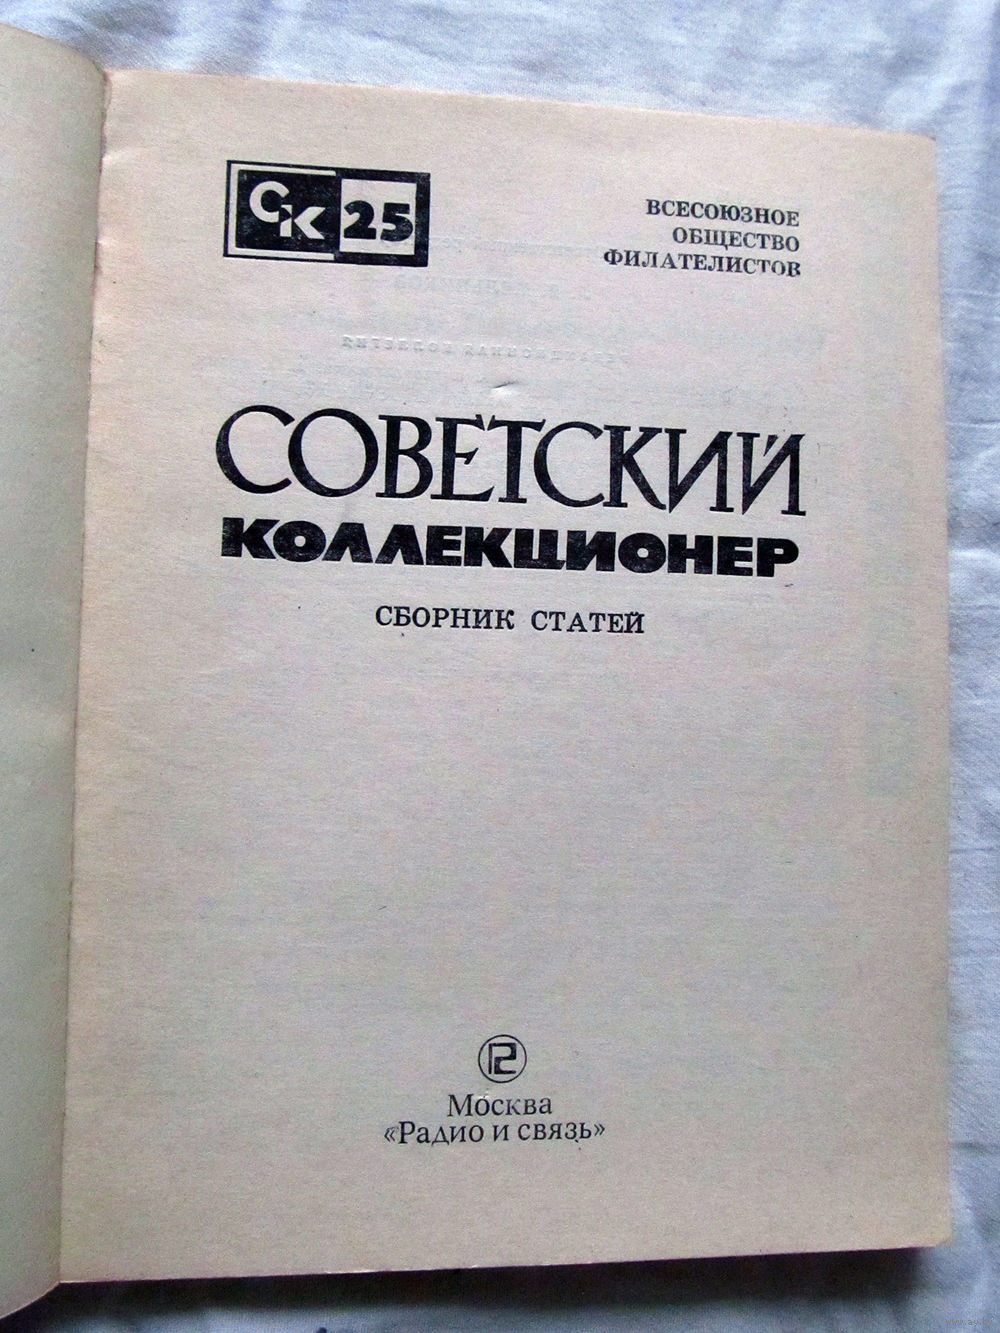 СК 25
ВСЕСОЮЗНОЕ
ОБЩЕСТВО
ФИЛАТЕЛИСТОВ
СОВЕТСКИЙ
КОЛЛЕКЦИОНЕР
СБОРНИК СТАТЕЙ
Москва
«Радио и связь»